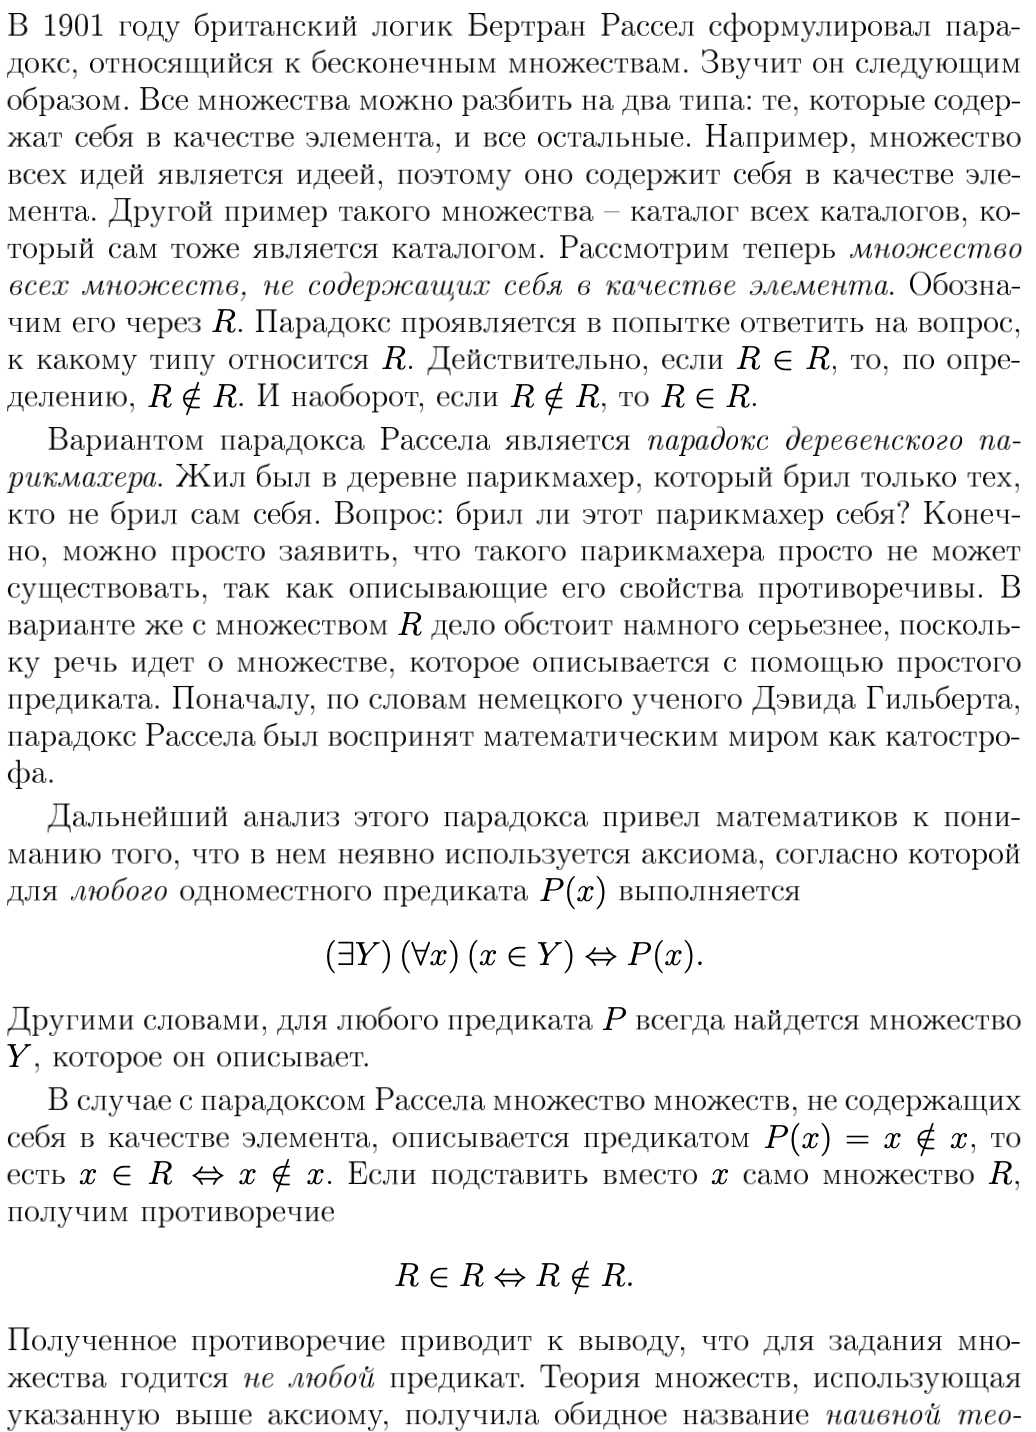 В 1901 году британский логик Бертран Рассел сформулировал пара-
докс, относящийся к бесконечным множествам. Звучит он следующим
образом. Все множества можно разбить на два типа: те, которые содер-
жат себя в качестве элемента, и все остальные. Например, множество
всех идей является идеей, поэтому оно содержит себя в качестве эле-
мента. Другой пример такого множества – каталог всех каталогов, ко-
торый сам тоже является каталогом. Рассмотрим теперь множество
всех множеств, не содержащих себя в качестве элемента. Обозна-
чим его через R. Парадокс проявляется в попытке ответить на вопрос,
к какому типу относится R. Действительно, если R ∈ R, то, по опре-
делению, R ∉ R. И наоборот, если R ∉ R, то R ∈ R.
Вариантом парадокса Рассела является парадокс деревенского па-
рикмахера. Жил был в деревне парикмахер, который брил только тех,
кто не брил сам себя. Вопрос: брил ли этот парикмахер себя? Конеч-
но, можно просто заявить, что такого парикмахера просто не может
существовать, так как описывающие его свойства противоречивы. В
варианте же с множеством R дело обстоит намного серьезнее, посколь-
ку речь идет о множестве, которое описывается с помощью простого
предиката. Поначалу, по словам немецкого ученого Дэвида Гильберта,
парадокс Рассела был воспринят математическим миром как катостро-
фа.
Дальнейший анализ этого парадокса привел математиков к пони-
манию того, что в нем неявно используется аксиома, согласно которой
для любого одноместного предиката P(x) выполняется
(∃Y) (∀x) (x ∈ Y) ⇔ P(x).
Другими словами, для любого предиката P всегда найдется множество
Y, которое он описывает.
В случае с парадоксом Рассела множество множеств, не содержащих
себя в качестве элемента, описывается предикатом P(x) = x ∉ x, то
есть x ∈ R ⇔ x ∉ x. Если подставить вместо x само множество R,
получим противоречие
R ∈ R ⇔ R ∉ R.
Полученное противоречие приводит к выводу, что для задания мно-
жества годится не любой предикат. Теория множеств, использующая
указанную выше аксиому, получила обидное название наивной тео-